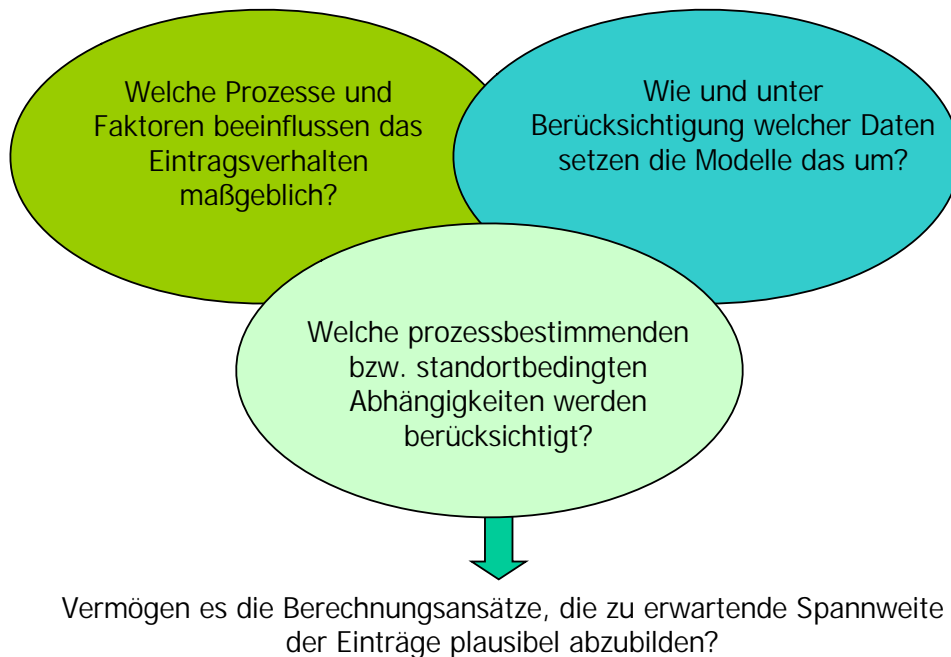 Welche Prozesse und
Faktoren beeinflussen das
Eintragsverhalten
maßgeblich?
Wie und unter
Berücksichtigung welcher Daten
setzen die Modelle das um?
Welche prozessbestimmenden
bzw. standortbedingten
Abhängigkeiten werden
berücksichtigt?
Vermögen es die Berechnungsansätze, die zu erwartende Spannweite
der Einträge plausibel abzubilden?